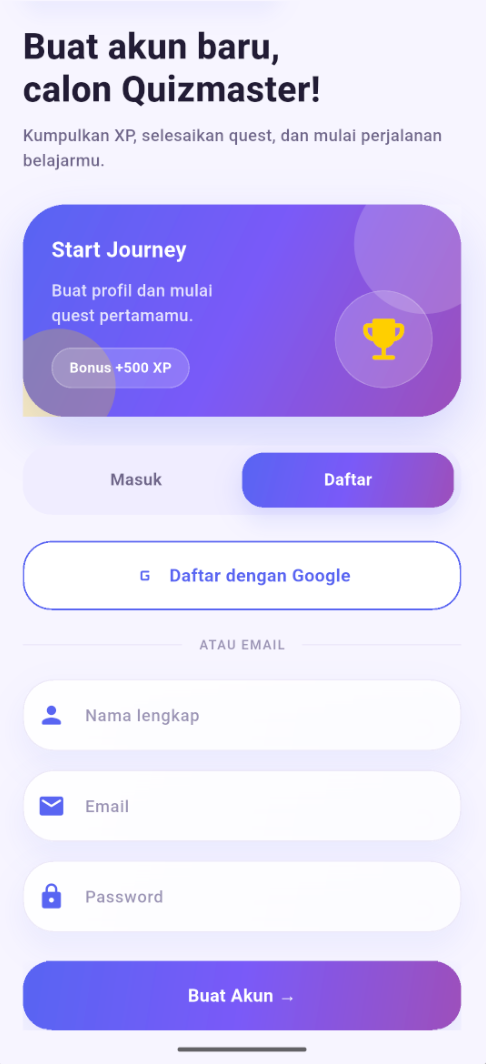 Buat akun baru,
calon Quizmaster!
Kumpulkan XP, selesaikan quest, dan mulai perjalanan
belajarmu.
Start Journey
Buat profil dan mulai
quest pertamamu.
Bonus +500 XP
Masuk
Daftar
G Daftar dengan Google
ATAU EMAIL
Nama lengkap
Email
Password
Buat Akun →